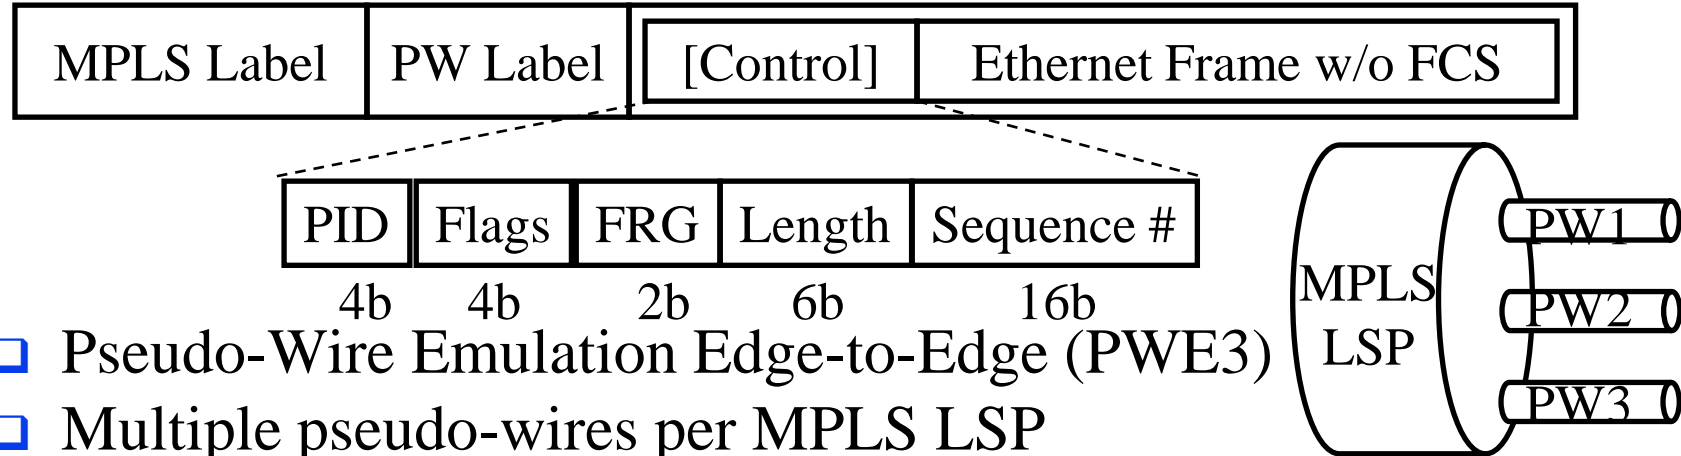 MPLS Label PW Label [Control] Ethernet Frame w/o FCS
PID Flags FRG Length Sequence #
4b 4b 2b 6b 16b
PW1
MPLS
LSP
PW2
PW3
Pseudo-Wire Emulation Edge-to-Edge (PWE3)
Multiple pseudo-wires per MPLS LSP